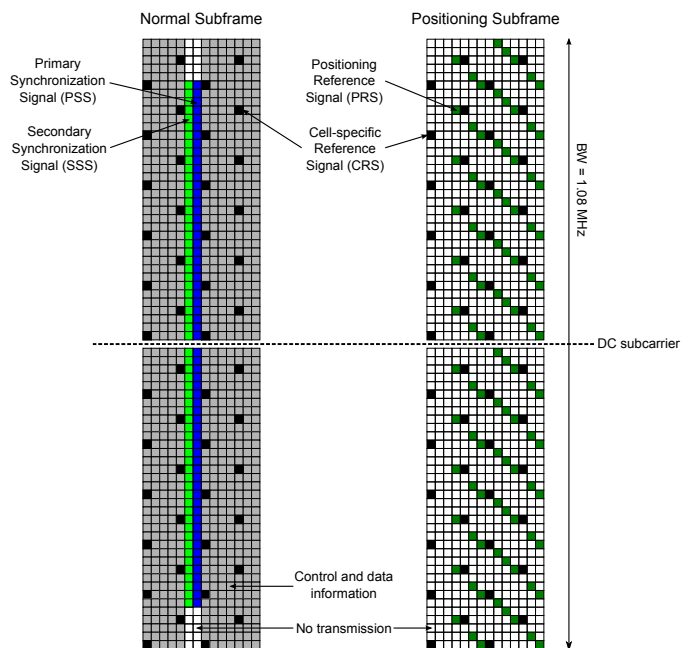 Normal Subframe
Positioning Subframe
Primary
Synchronization
Signal (PSS)
Positioning
Reference
Signal (PRS)
Secondary
Synchronization
Signal (SSS)
Cell-specific
Reference
Signal (CRS)
BW = 1.08 MHz
DC subcarrier
Control and data
information
No transmission